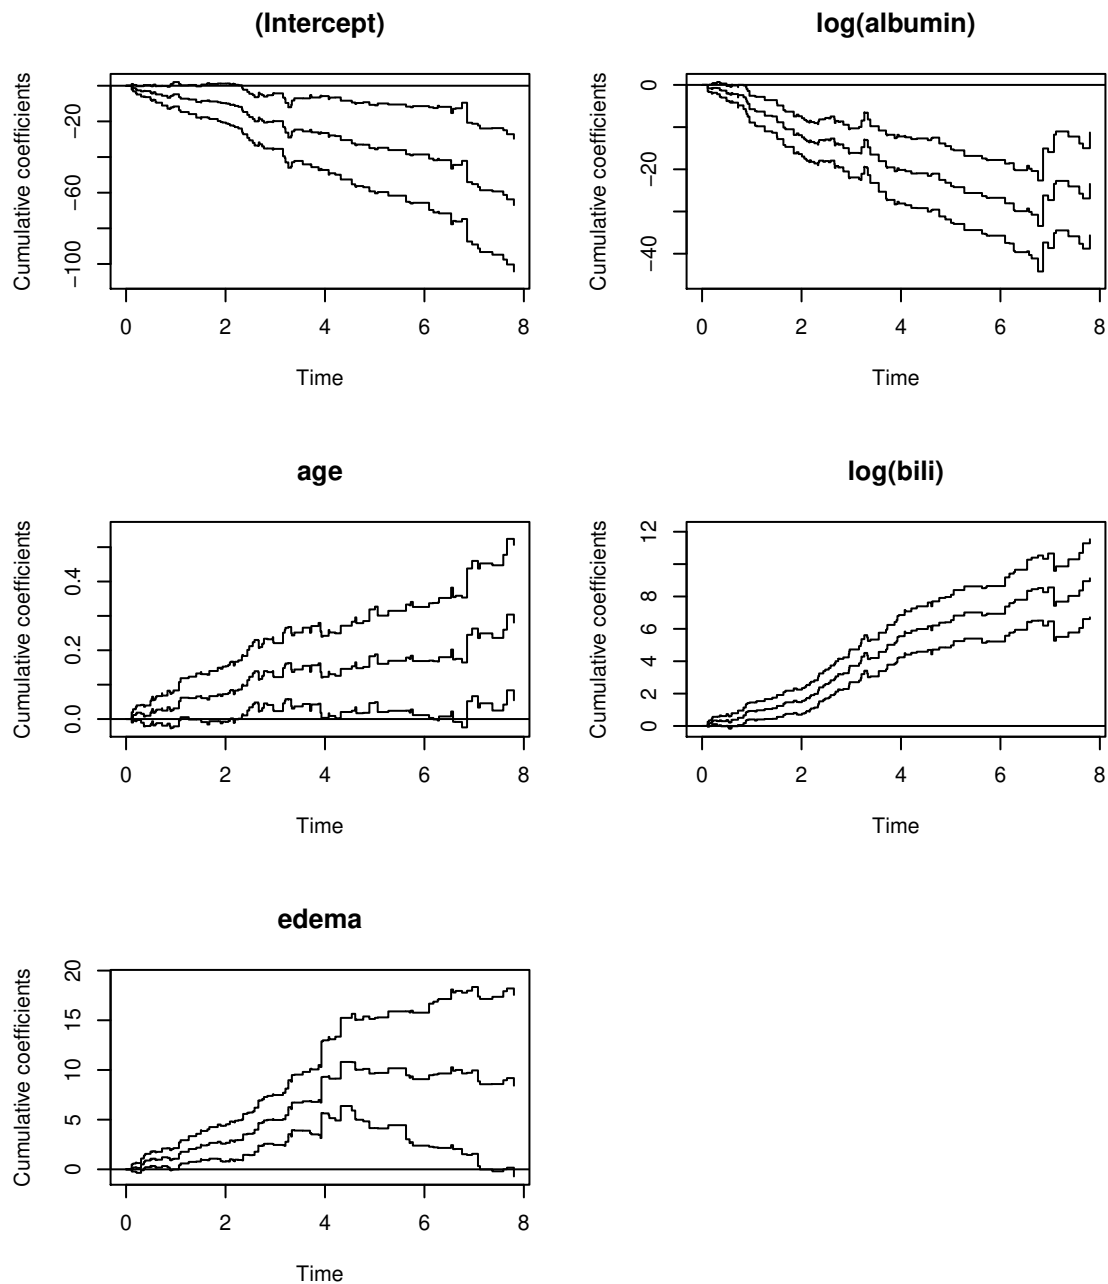 (Intercept)
Cumulative coefficients
−20
−60
−100
0 2 4 6 8
Time
log(albumin)
Cumulative coefficients
0
−20
−40
0 2 4 6 8
Time
age
Cumulative coefficients
0.4
0.2
0.0
0 2 4 6 8
Time
log(bili)
Cumulative coefficients
12
8
6
4
2
0
0 2 4 6 8
Time
edema
Cumulative coefficients
20
15
10
5
0
0 2 4 6 8
Time